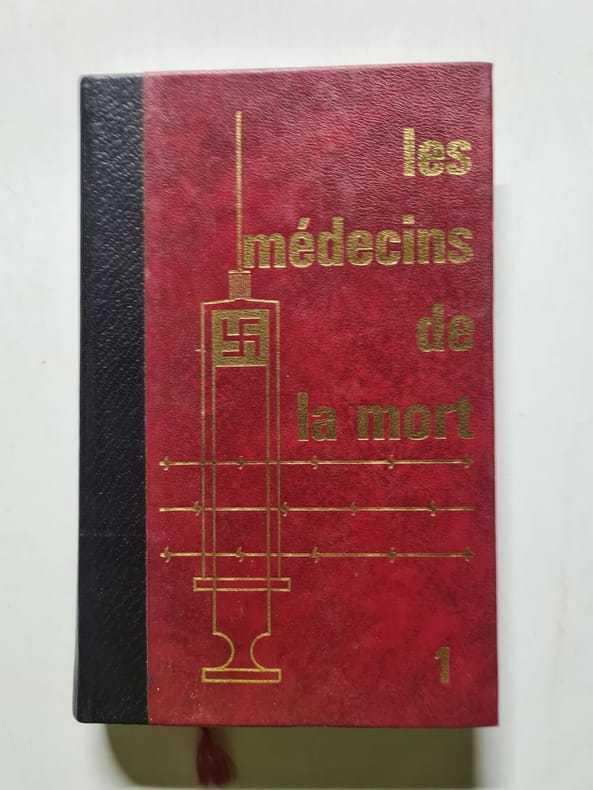 les
médecins
de
la mort
1